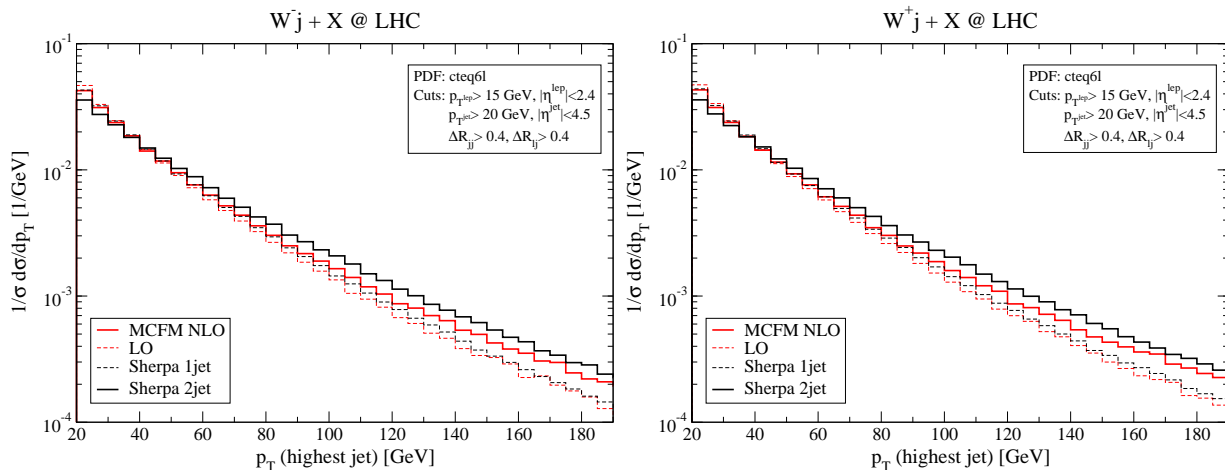 W⁻j + X @ LHC
10⁻¹
10⁻²
10⁻³
10⁻⁴
1/σ dσ/dp_T [1/GeV]
PDF: cteq6l
Cuts: p_T^lep > 15 GeV, |η^lep|<2.4
p_T^jet > 20 GeV, |η^jet|<4.5
ΔR_jj > 0.4, ΔR_lj > 0.4
MCFM NLO
LO
Sherpa 1jet
Sherpa 2jet
20 40 60 80 100 120 140 160 180
p_T (highest jet) [GeV]
W⁺j + X @ LHC
10⁻¹
10⁻²
10⁻³
10⁻⁴
1/σ dσ/dp_T [1/GeV]
PDF: cteq6l
Cuts: p_T^lep > 15 GeV, |η^lep|<2.4
p_T^jet > 20 GeV, |η^jet|<4.5
ΔR_jj > 0.4, ΔR_lj > 0.4
MCFM NLO
LO
Sherpa 1jet
Sherpa 2jet
20 40 60 80 100 120 140 160 180
p_T (highest jet) [GeV]